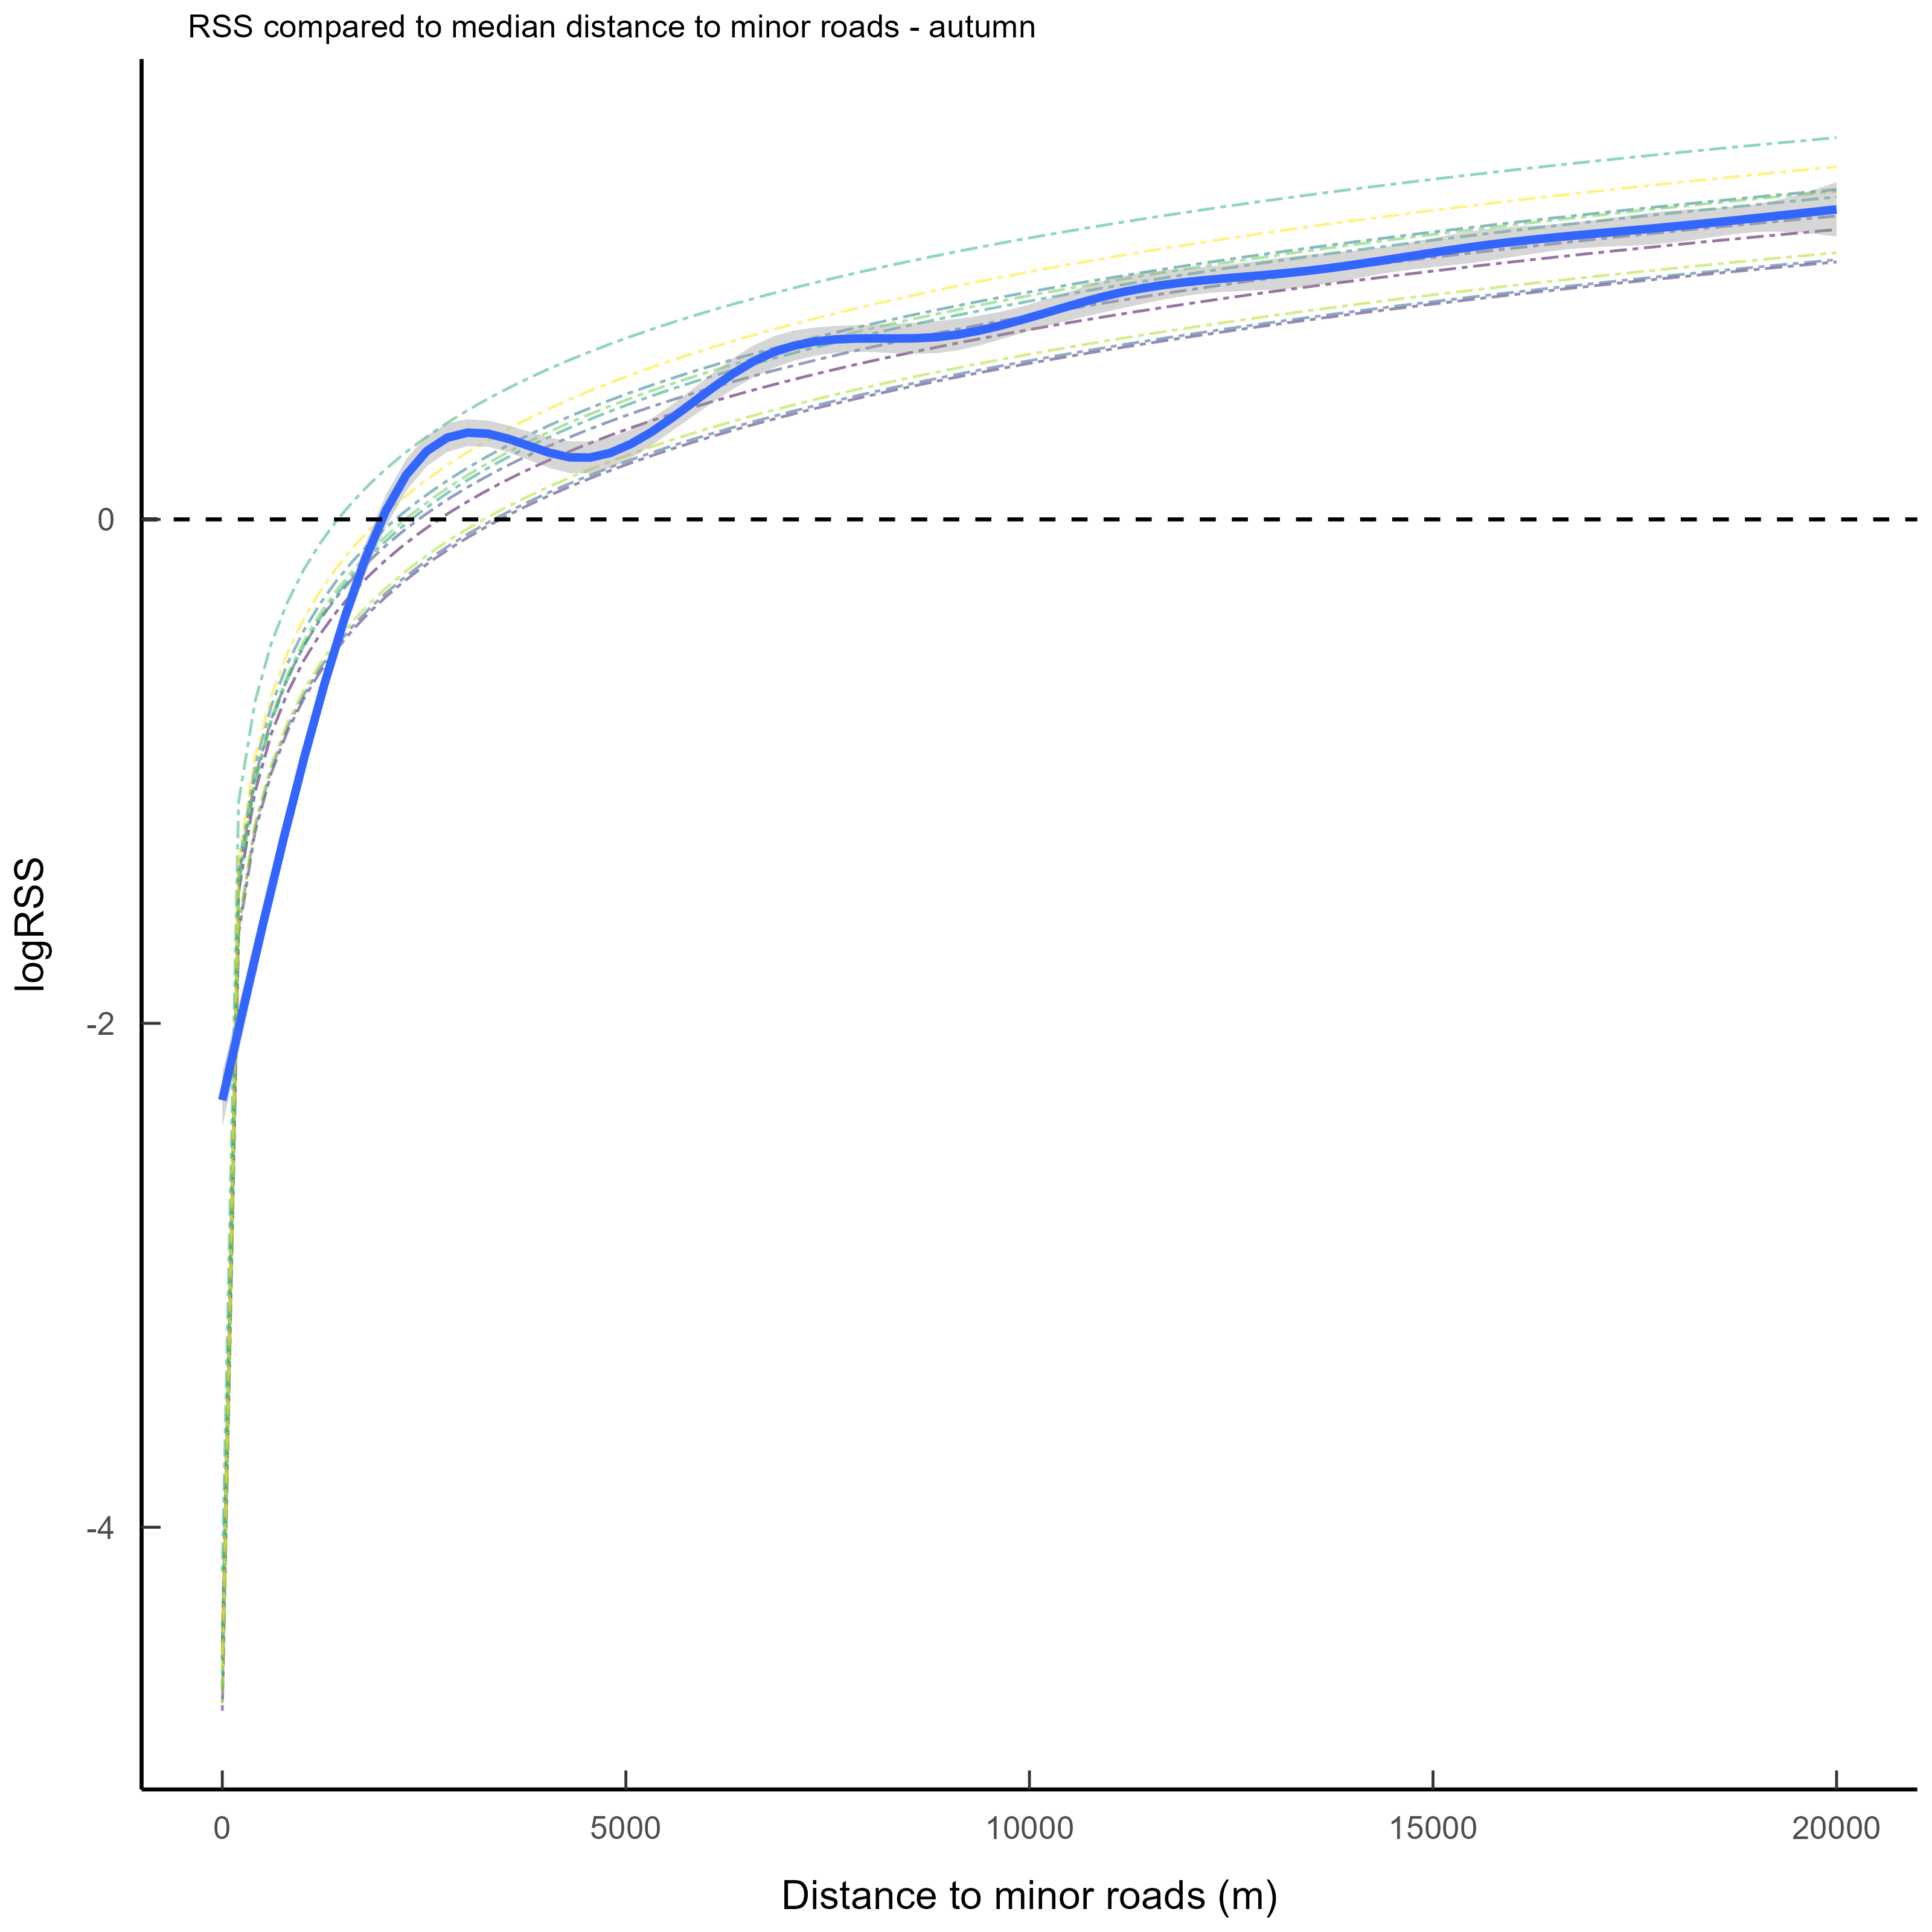 RSS compared to median distance to minor roads - autumn
logRSS
0
-2
-4
0 5000 10000 15000 20000
Distance to minor roads (m)